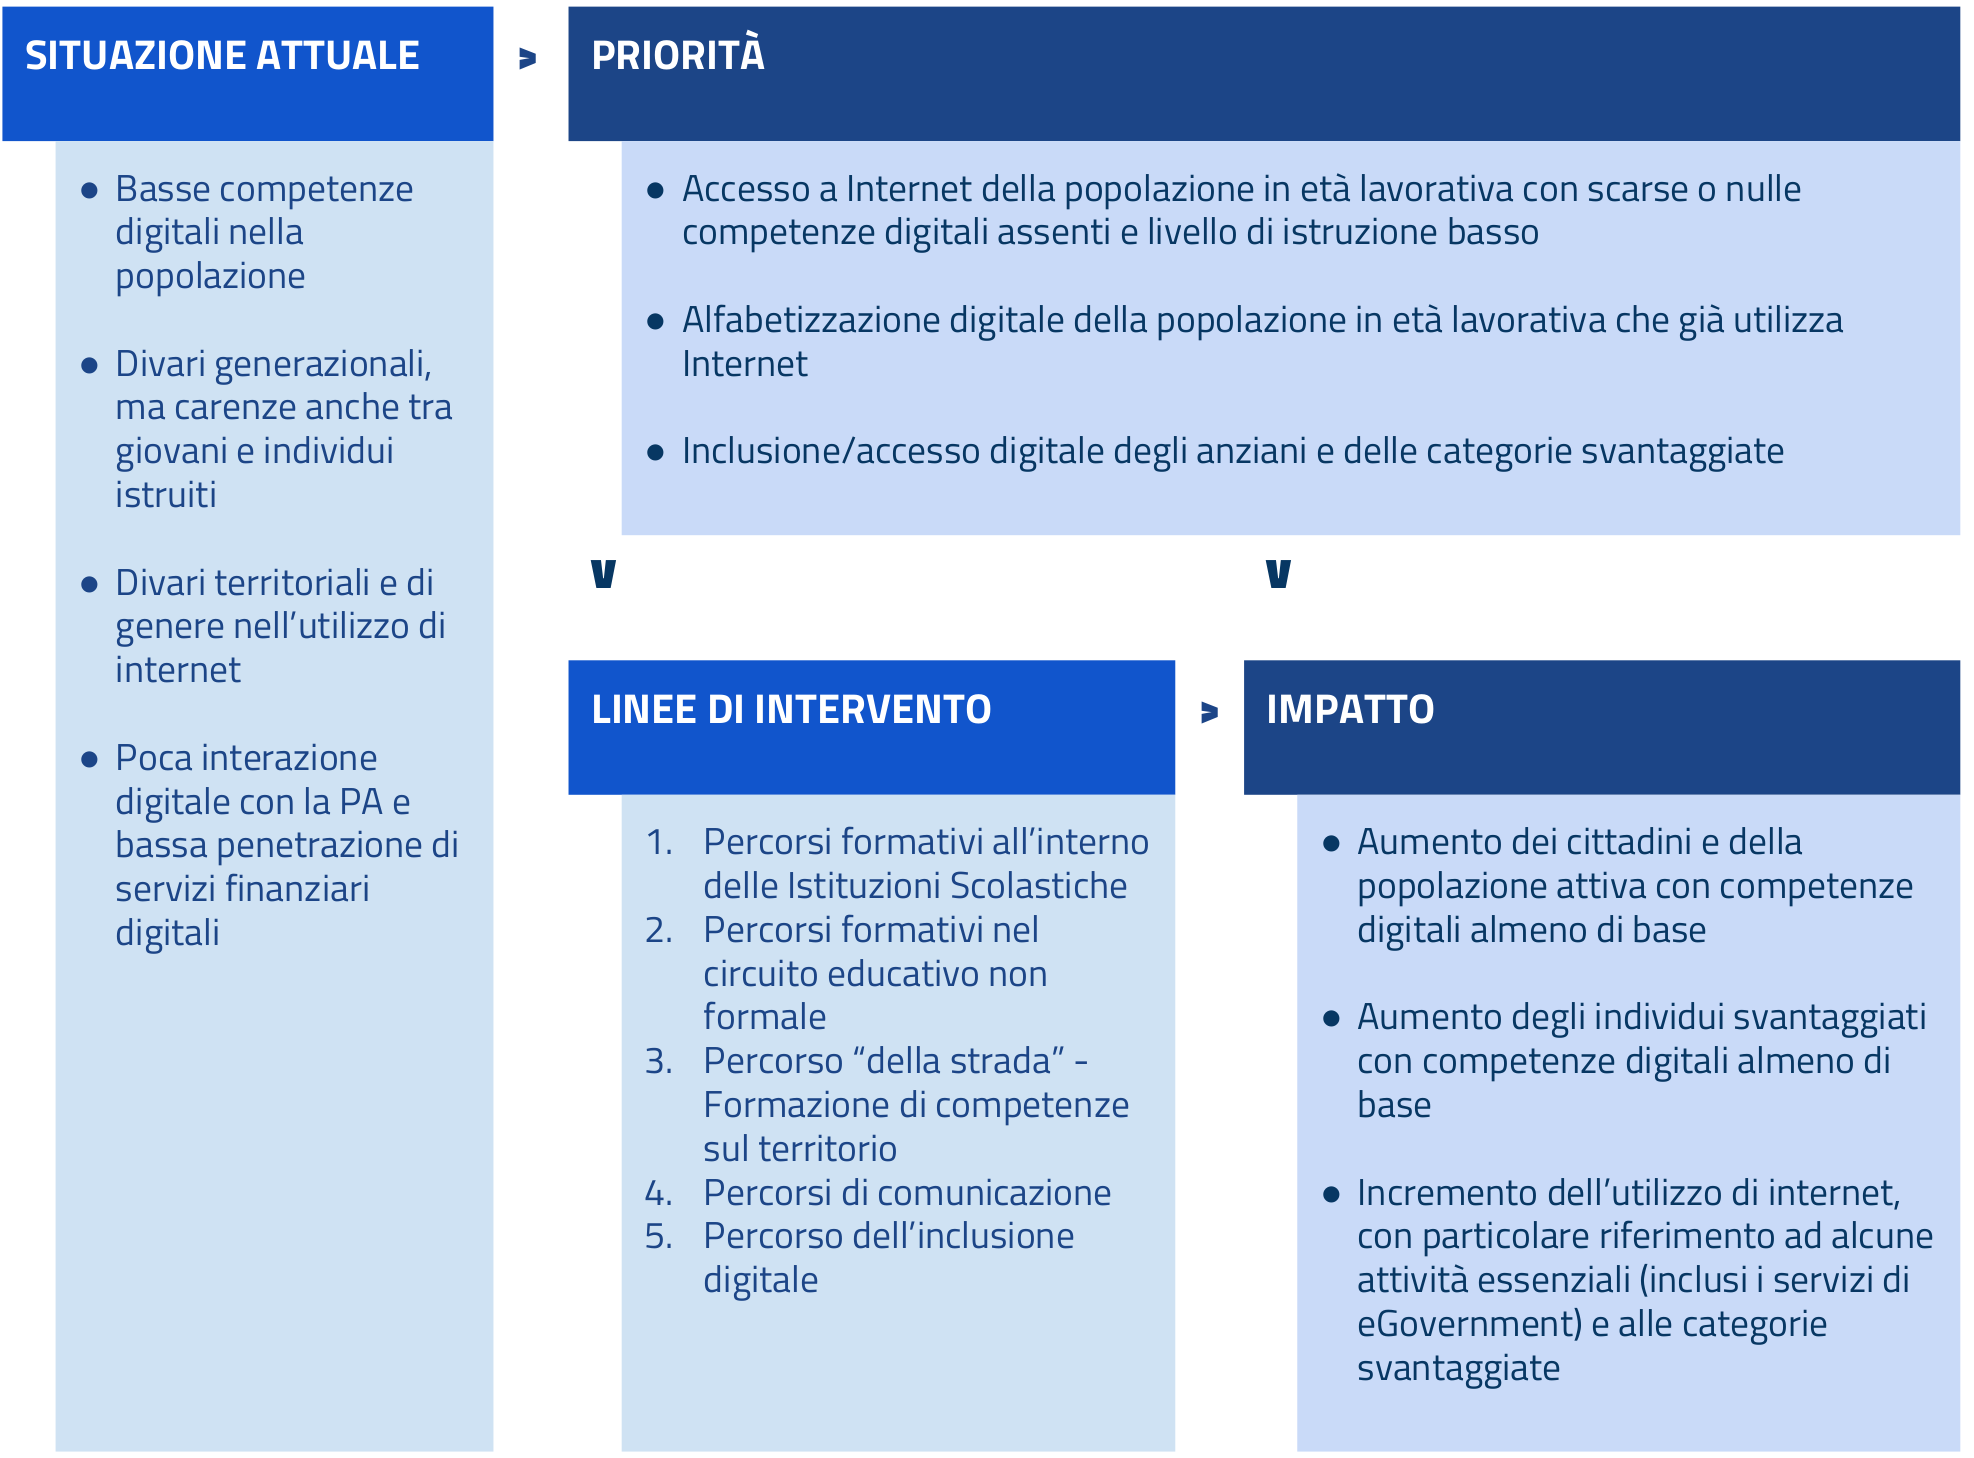 SITUAZIONE ATTUALE
● Basse competenze
digitali nella
popolazione
● Divari generazionali,
ma carenze anche tra
giovani e individui
istruiti
● Divari territoriali e di
genere nell’utilizzo di
internet
● Poca interazione
digitale con la PA e
bassa penetrazione di
servizi finanziari
digitali
>
PRIORITÀ
● Accesso a Internet della popolazione in età lavorativa con scarse o nulle
competenze digitali assenti e livello di istruzione basso
● Alfabetizzazione digitale della popolazione in età lavorativa che già utilizza
Internet
● Inclusione/accesso digitale degli anziani e delle categorie svantaggiate
∨
∨
LINEE DI INTERVENTO
1. Percorsi formativi all’interno
delle Istituzioni Scolastiche
2. Percorsi formativi nel
circuito educativo non
formale
3. Percorso “della strada” -
Formazione di competenze
sul territorio
4. Percorsi di comunicazione
5. Percorso dell’inclusione
digitale
>
IMPATTO
● Aumento dei cittadini e della
popolazione attiva con competenze
digitali almeno di base
● Aumento degli individui svantaggiati
con competenze digitali almeno di
base
● Incremento dell’utilizzo di internet,
con particolare riferimento ad alcune
attività essenziali (inclusi i servizi di
eGovernment) e alle categorie
svantaggiate